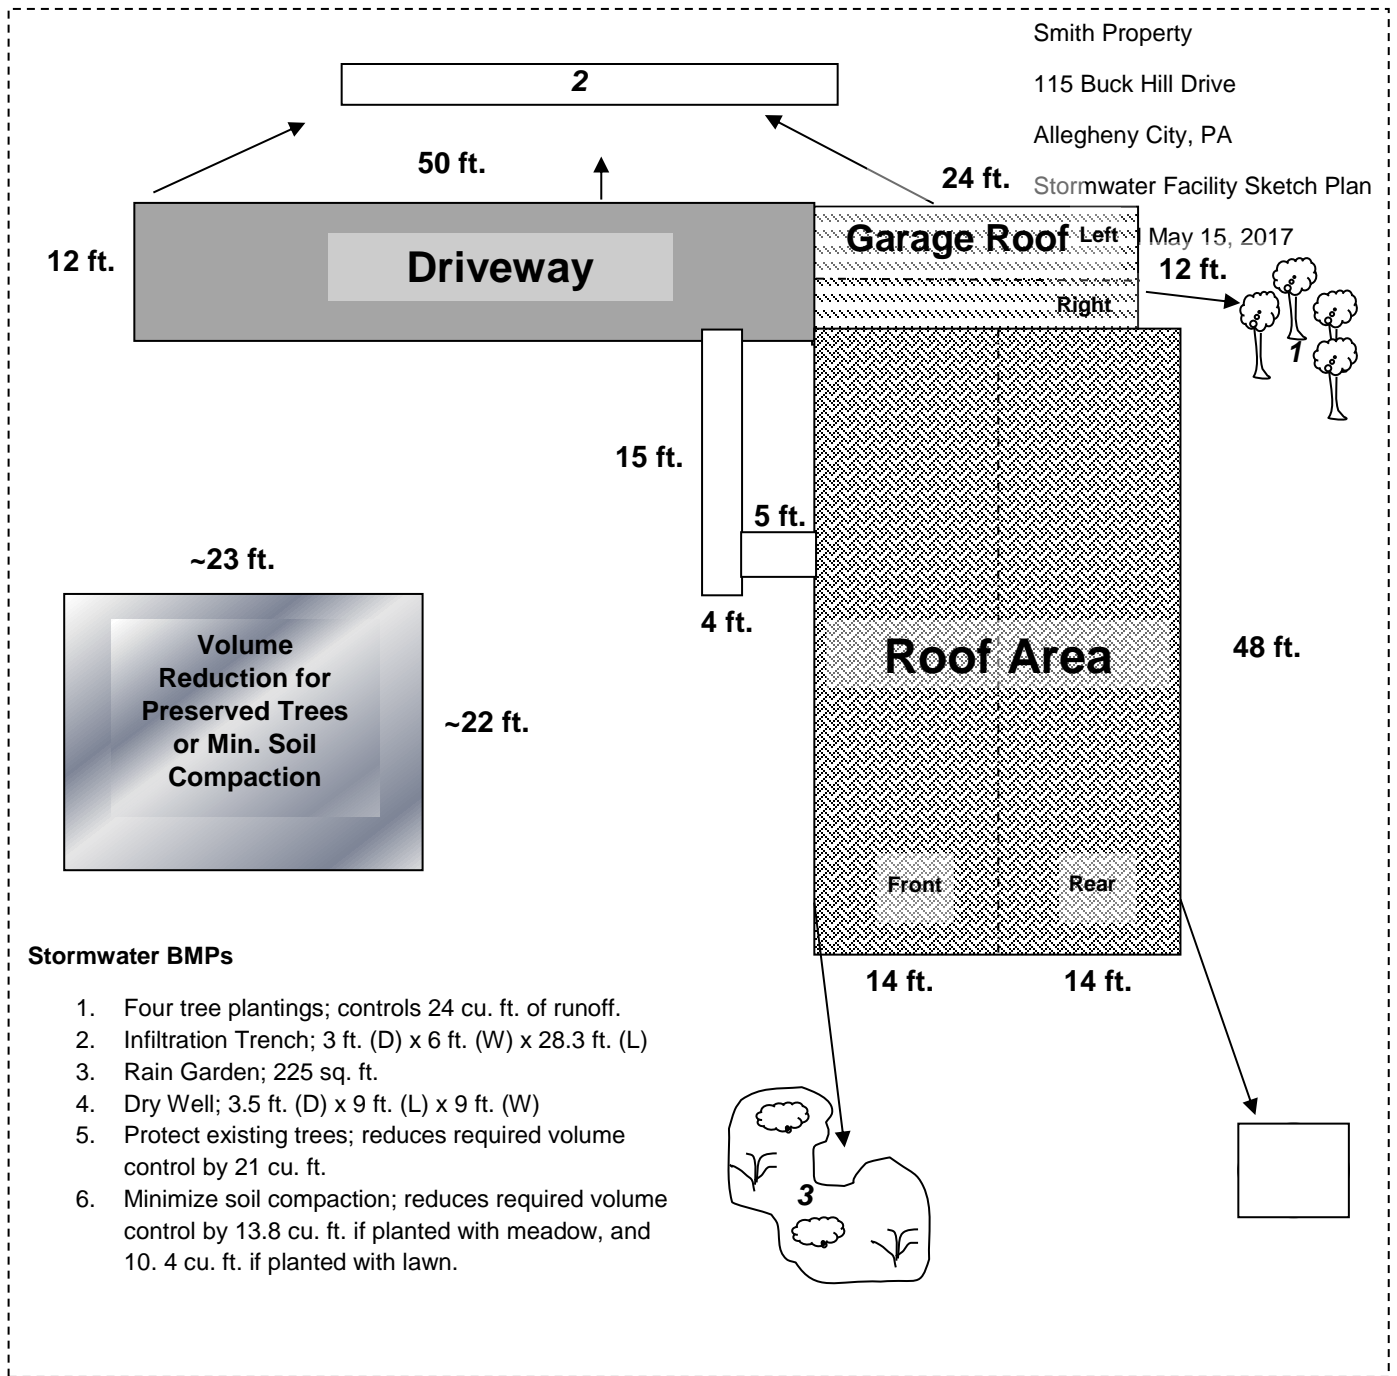 Smith Property
115 Buck Hill Drive
Allegheny City, PA
Stormwater Facility Sketch Plan
May 15, 2017
2
50 ft.
24 ft.
12 ft.
Driveway
Garage Roof
Left
Right
12 ft.
1
15 ft.
5 ft.
4 ft.
~23 ft.
Volume
Reduction for
Preserved Trees
or Min. Soil
Compaction
~22 ft.
Roof Area
48 ft.
Front
Rear
14 ft.
14 ft.
Stormwater BMPs
1. Four tree plantings; controls 24 cu. ft. of runoff.
2. Infiltration Trench; 3 ft. (D) x 6 ft. (W) x 28.3 ft. (L)
3. Rain Garden; 225 sq. ft.
4. Dry Well; 3.5 ft. (D) x 9 ft. (L) x 9 ft. (W)
5. Protect existing trees; reduces required volume
control by 21 cu. ft.
6. Minimize soil compaction; reduces required volume
control by 13.8 cu. ft. if planted with meadow, and
10. 4 cu. ft. if planted with lawn.
3